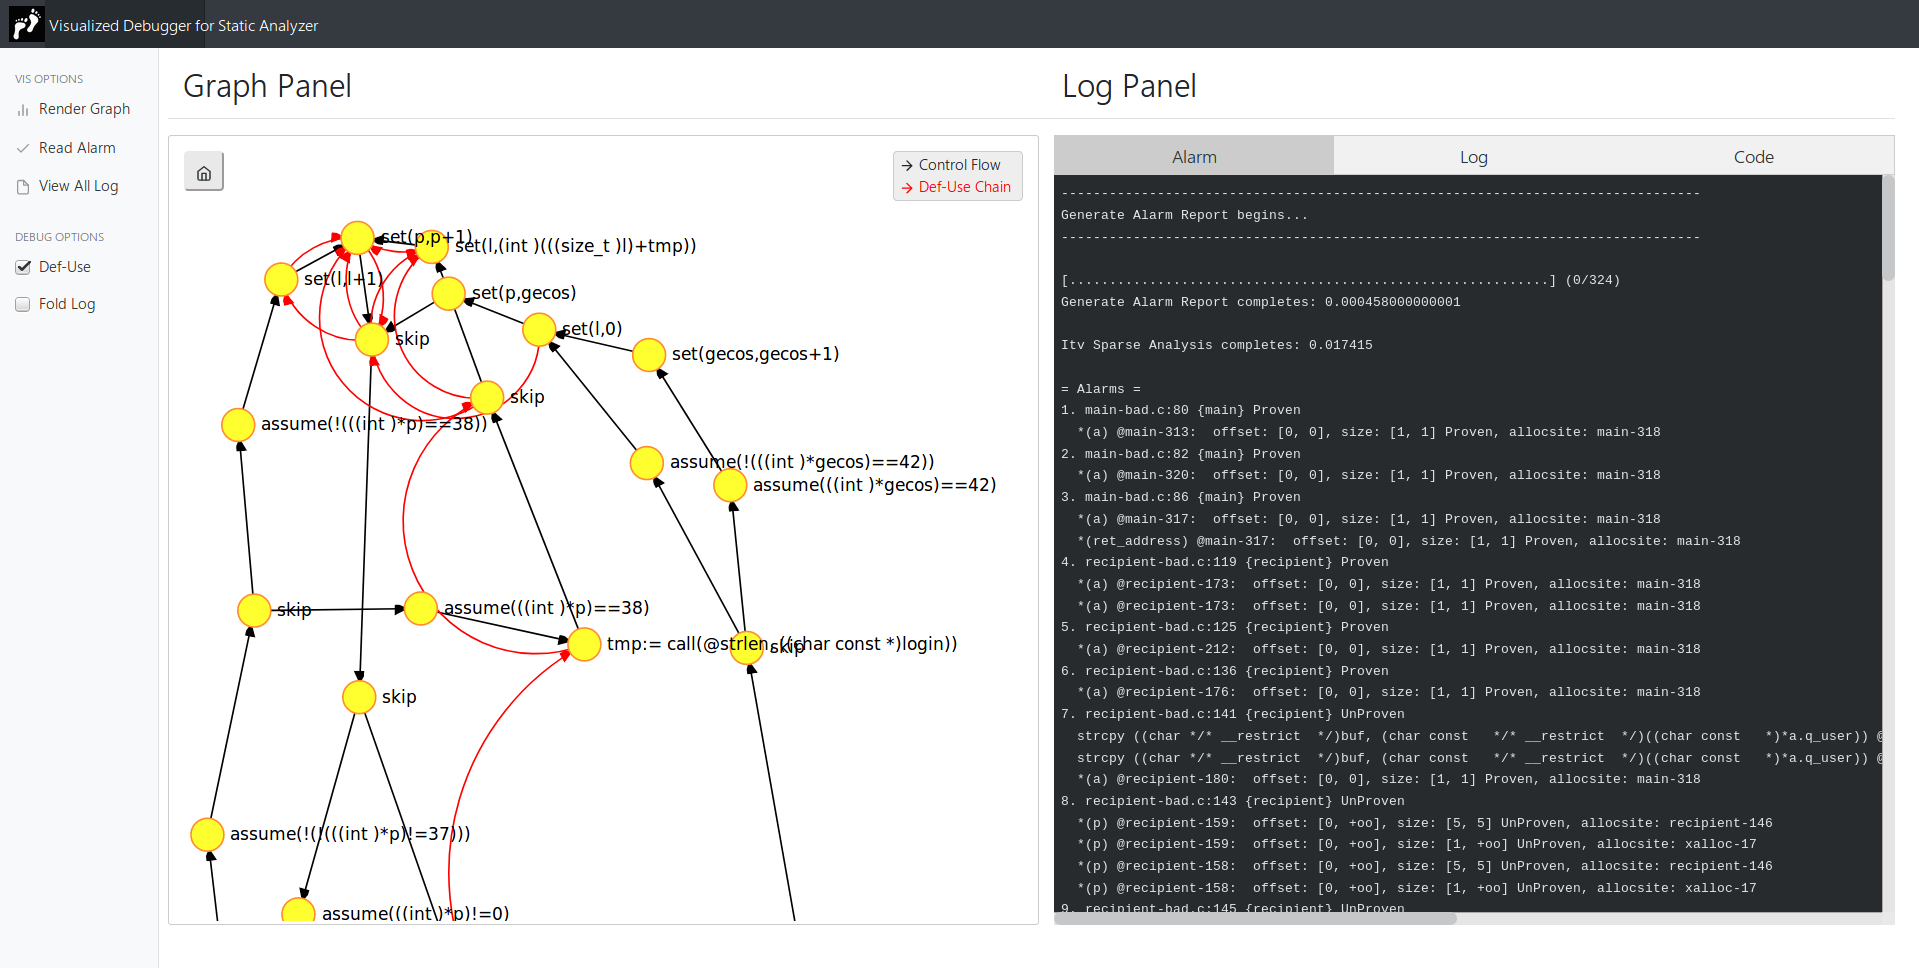 Visualized Debugger for Static Analyzer
VIS OPTIONS
Render Graph
Read Alarm
View All Log
DEBUG OPTIONS
Def-Use
Fold Log
Graph Panel
Control Flow
Def-Use Chain
set(p,p+1)
set(l,(int )(((size_t )l)+tmp))
set(l,l+1)
set(p,gecos)
set(l,0)
skip
set(gecos,gecos+1)
skip
assume(!(((int )*p)==38))
assume(!(((int )*gecos)==42))
assume(((int )*gecos)==42)
skip
assume(((int )*p)==38)
tmp:= call(@strlen,((char const *)login))
skip
skip
assume(!(!(((int )*p)!=37)))
assume(((int )*p)!=0)
Log Panel
Alarm
Log
Code
--------------------------------------------------------------------------------
Generate Alarm Report begins...
--------------------------------------------------------------------------------
[............................................................] (0/324)
Generate Alarm Report completes: 0.000458000000001
Itv Sparse Analysis completes: 0.017415
= Alarms =
1. main-bad.c:80 {main} Proven
*(a) @main-313:  offset: [0, 0], size: [1, 1] Proven, allocsite: main-318
2. main-bad.c:82 {main} Proven
*(a) @main-320:  offset: [0, 0], size: [1, 1] Proven, allocsite: main-318
3. main-bad.c:86 {main} Proven
*(a) @main-317:  offset: [0, 0], size: [1, 1] Proven, allocsite: main-318
*(ret_address) @main-317:  offset: [0, 0], size: [1, 1] Proven, allocsite: main-318
4. recipient-bad.c:119 {recipient} Proven
*(a) @recipient-173:  offset: [0, 0], size: [1, 1] Proven, allocsite: main-318
*(a) @recipient-173:  offset: [0, 0], size: [1, 1] Proven, allocsite: main-318
5. recipient-bad.c:125 {recipient} Proven
*(a) @recipient-212:  offset: [0, 0], size: [1, 1] Proven, allocsite: main-318
6. recipient-bad.c:136 {recipient} Proven
*(a) @recipient-176:  offset: [0, 0], size: [1, 1] Proven, allocsite: main-318
7. recipient-bad.c:141 {recipient} UnProven
strcpy ((char */* __restrict  */)buf, (char const   */* __restrict  */)((char const   *)*a.q_user)) @
strcpy ((char */* __restrict  */)buf, (char const   */* __restrict  */)((char const   *)*a.q_user)) @
*(a) @recipient-180:  offset: [0, 0], size: [1, 1] Proven, allocsite: main-318
8. recipient-bad.c:143 {recipient} UnProven
*(p) @recipient-159:  offset: [0, +oo], size: [5, 5] UnProven, allocsite: recipient-146
*(p) @recipient-159:  offset: [0, +oo], size: [1, +oo] UnProven, allocsite: xalloc-17
*(p) @recipient-158:  offset: [0, +oo], size: [5, 5] UnProven, allocsite: recipient-146
*(p) @recipient-158:  offset: [0, +oo], size: [1, +oo] UnProven, allocsite: xalloc-17
9. recipient-bad.c:145 {recipient} UnProven